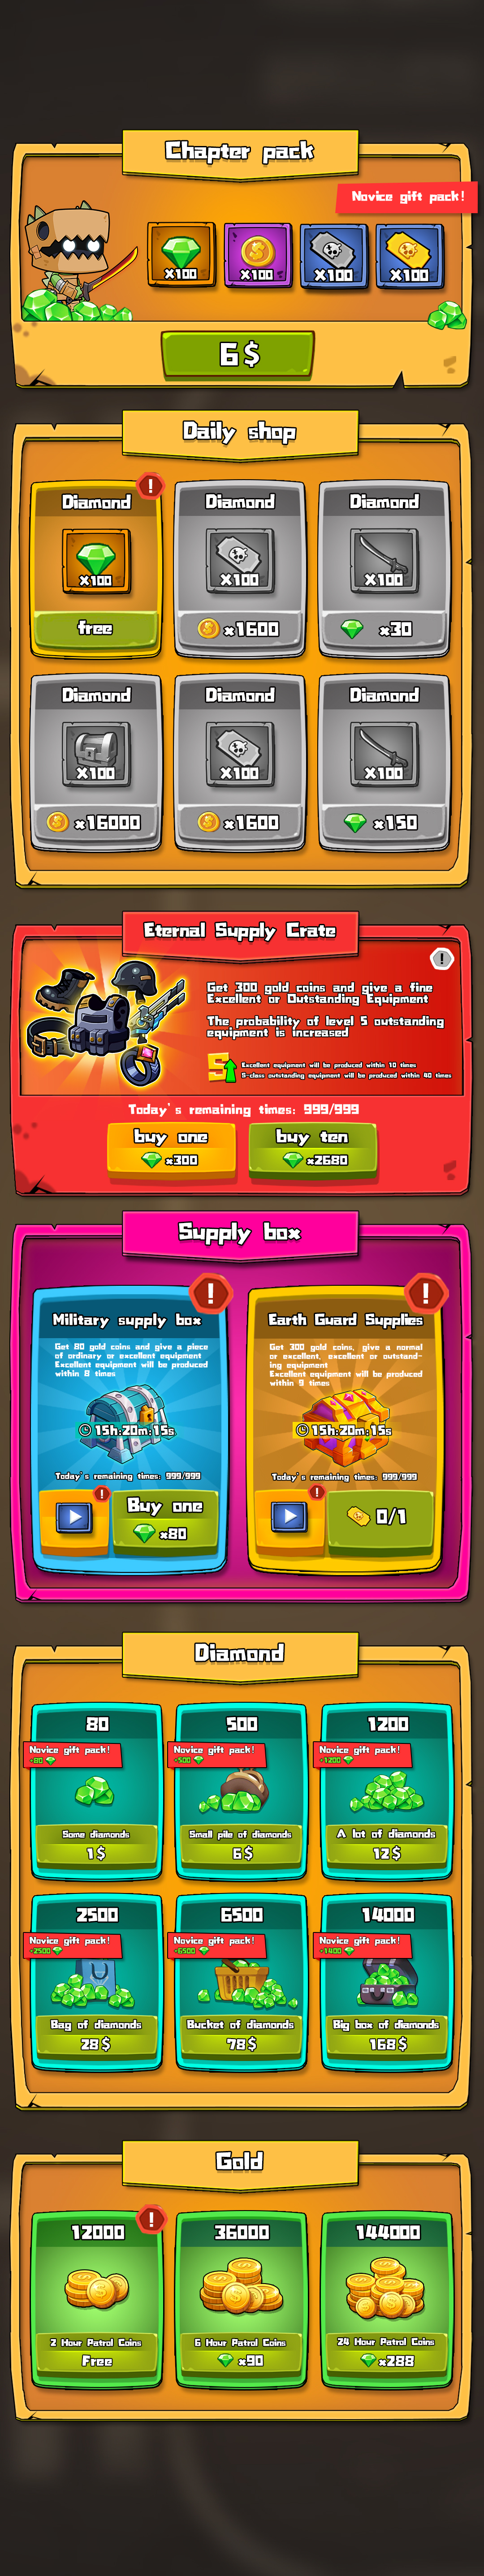 Chapter pack
Novice gift pack!
X100
X100
X100
X100
6$
Daily shop
Diamond
Diamond
Diamond
X100
X100
X100
free
x1600
x30
Diamond
Diamond
Diamond
X100
X100
X100
x16000
x1600
x150
Eternal Supply Crate
Get 300 gold coins and give a fine
Excellent or Outstanding Equipment
The probability of level 5 outstanding
equipment is increased
S
Excellent equipment will be produced within 10 times
S-class outstanding equipment will be produced within 40 times
Today's remaining times: 999/999
buy one
buy ten
x300
x2680
Supply box
Military supply box
Get 80 gold coins and give a piece
of ordinary or excellent equipment
Excellent equipment will be produced
within 8 times
15h:20m:15s
Today's remaining times: 999/999
Buy one
x80
Earth Guard Supplies
Get 300 gold coins, give a normal
or excellent, excellent or outstand-
ing equipment
Excellent equipment will be produced
within 9 times
15h:20m:15s
Today's remaining times: 999/999
0/1
Diamond
80
500
1200
Novice gift pack!
+80
Novice gift pack!
+500
Novice gift pack!
+1200
Some diamonds
Small pile of diamonds
A lot of diamonds
1$
6$
12$
2500
6500
14000
Novice gift pack!
+2500
Novice gift pack!
+6500
Novice gift pack!
+1400
Bag of diamonds
Bucket of diamonds
Big box of diamonds
28$
78$
168$
Gold
12000
36000
144000
2 Hour Patrol Coins
6 Hour Patrol Coins
24 Hour Patrol Coins
Free
x90
x288